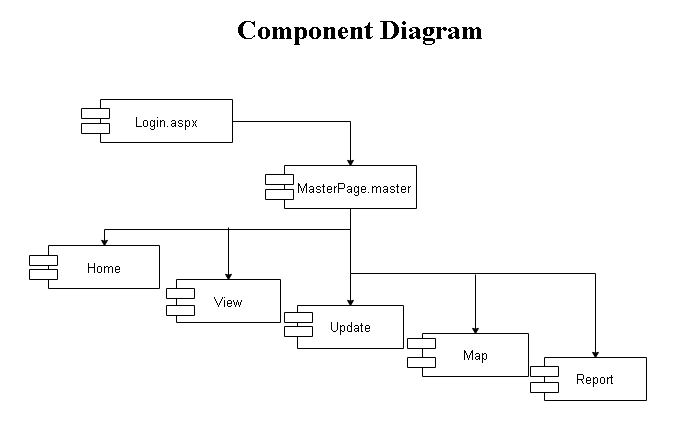 Component Diagram
Login.aspx
MasterPage.master
Home
View
Update
Map
Report